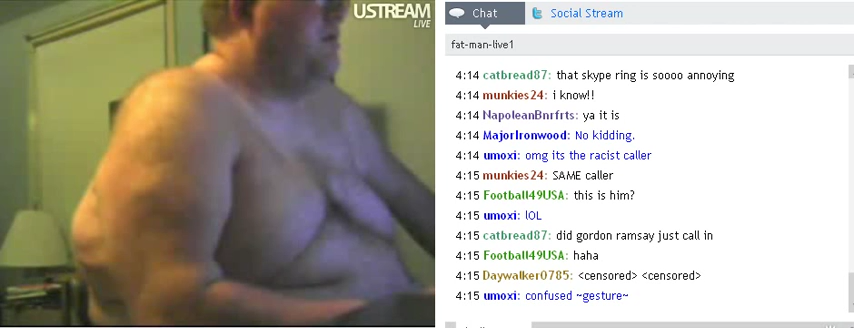 USTREAM
LIVE
Chat
Social Stream
fat-man-live1
4:14 catbread87: that skype ring is soooo annoying
4:14 munkies24: i know!!
4:14 NapoleanBnrfrts: ya it is
4:14 MajorIronwood: No kidding.
4:14 umoxi: omg its the racist caller
4:15 munkies24: SAME caller
4:15 Football49USA: this is him?
4:15 umoxi: lOL
4:15 catbread87: did gordon ramsay just call in
4:15 Football49USA: haha
4:15 Daywalker0785: <censored> <censored>
4:15 umoxi: confused ~gesture~